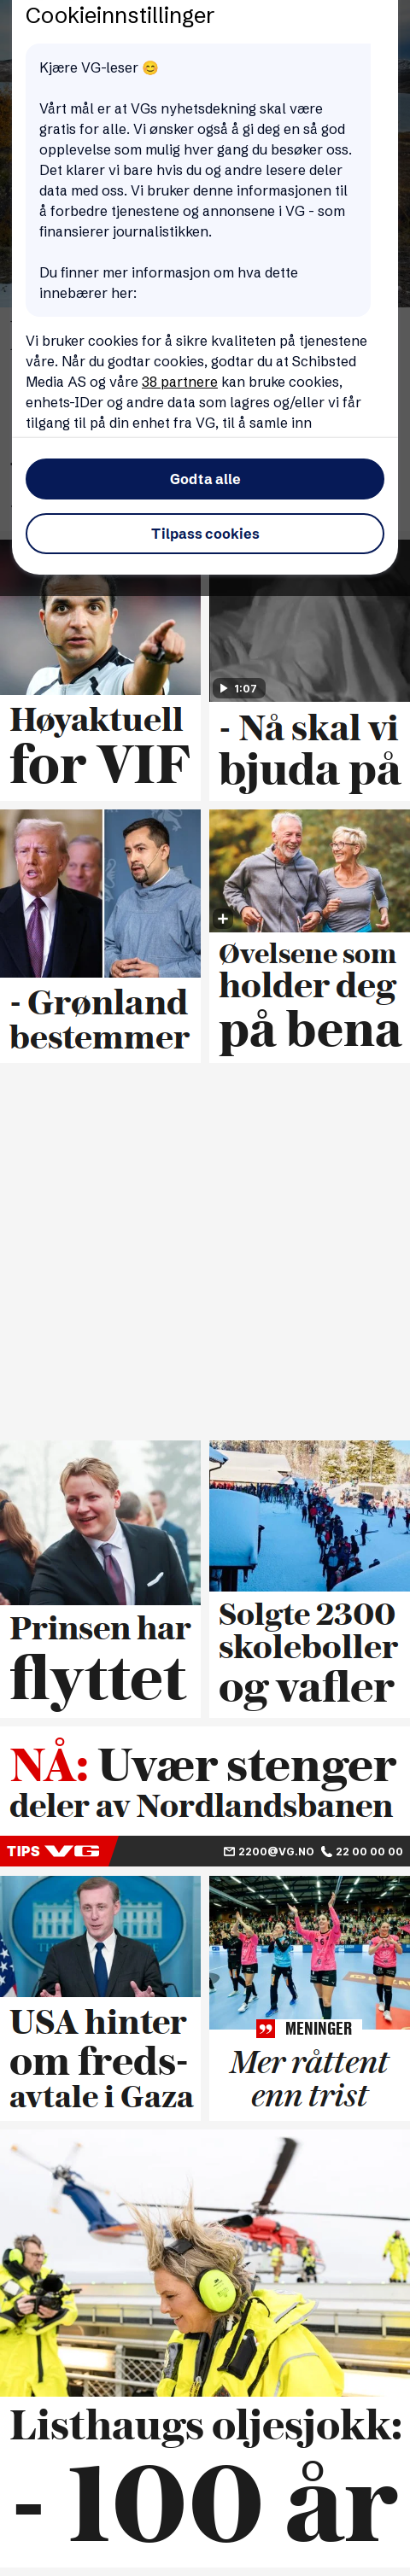 Cookieinnstillinger
Kjære VG-leser 😊
Vårt mål er at VGs nyhetsdekning skal være
gratis for alle. Vi ønsker også å gi deg en så god
opplevelse som mulig hver gang du besøker oss.
Det klarer vi bare hvis du og andre lesere deler
data med oss. Vi bruker denne informasjonen til
å forbedre tjenestene og annonsene i VG - som
finansierer journalistikken.
Du finner mer informasjon om hva dette
innebærer her:
Vi bruker cookies for å sikre kvaliteten på tjenestene
våre. Når du godtar cookies, godtar du at Schibsted
Media AS og våre 38 partnere kan bruke cookies,
enhets-IDer og andre data som lagres og/eller vi får
tilgang til på din enhet fra VG, til å samle inn
Godta alle
Tilpass cookies
Høyaktuell
for VIF
1:07
- Nå skal vi
bjuda på
- Grønland
bestemmer
Øvelsene som
holder deg
på bena
Prinsen har
flyttet
Solgte 2300
skoleboller
og vafler
NÅ: Uvær stenger
deler av Nordlandsbanen
TIPS VG 2200@VG.NO 22 00 00 00
USA hinter
om freds-
avtale i Gaza
MENINGER
Mer råttent
enn trist
Listhaugs oljesjokk:
- 100 år